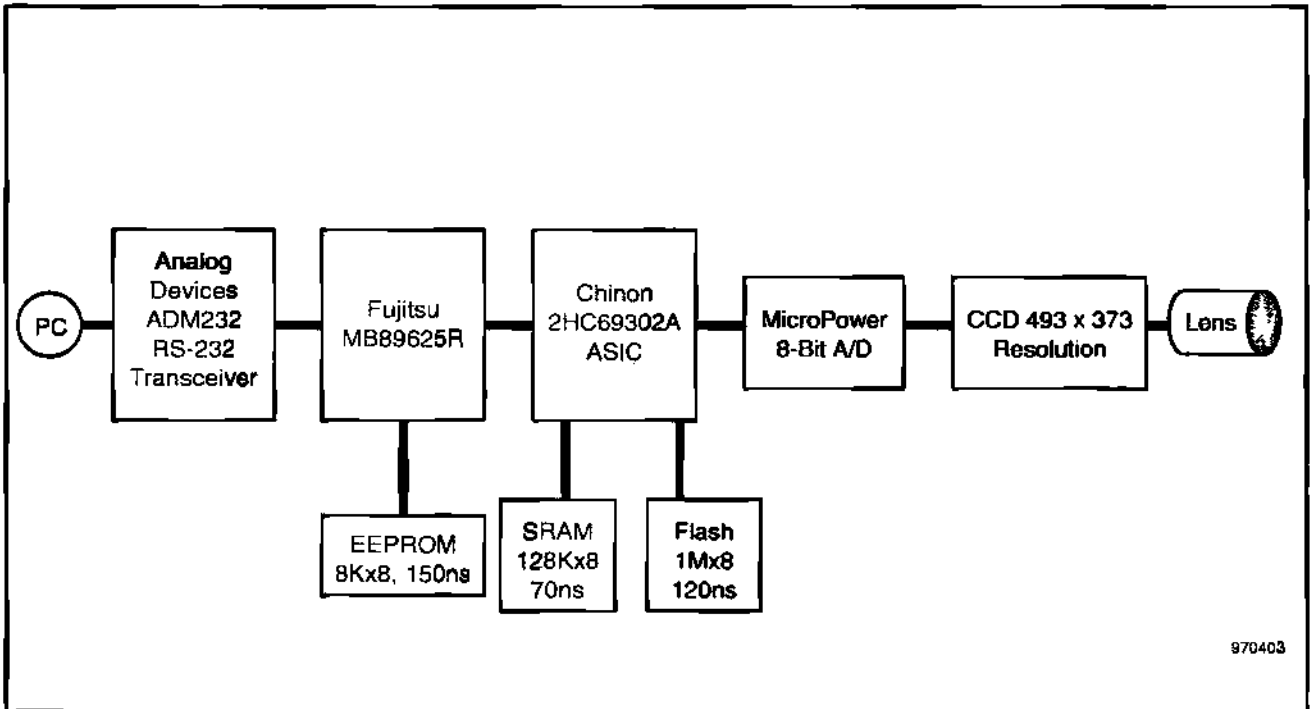 PC
Analog
Devices
ADM232
RS-232
Transceiver
Fujitsu
MB89625R
Chinon
2HC69302A
ASIC
MicroPower
8-Bit A/D
CCD 493 x 373
Resolution
Lens
EEPROM
8Kx8, 150ns
SRAM
128Kx8
70ns
Flash
1Mx8
120ns
970403